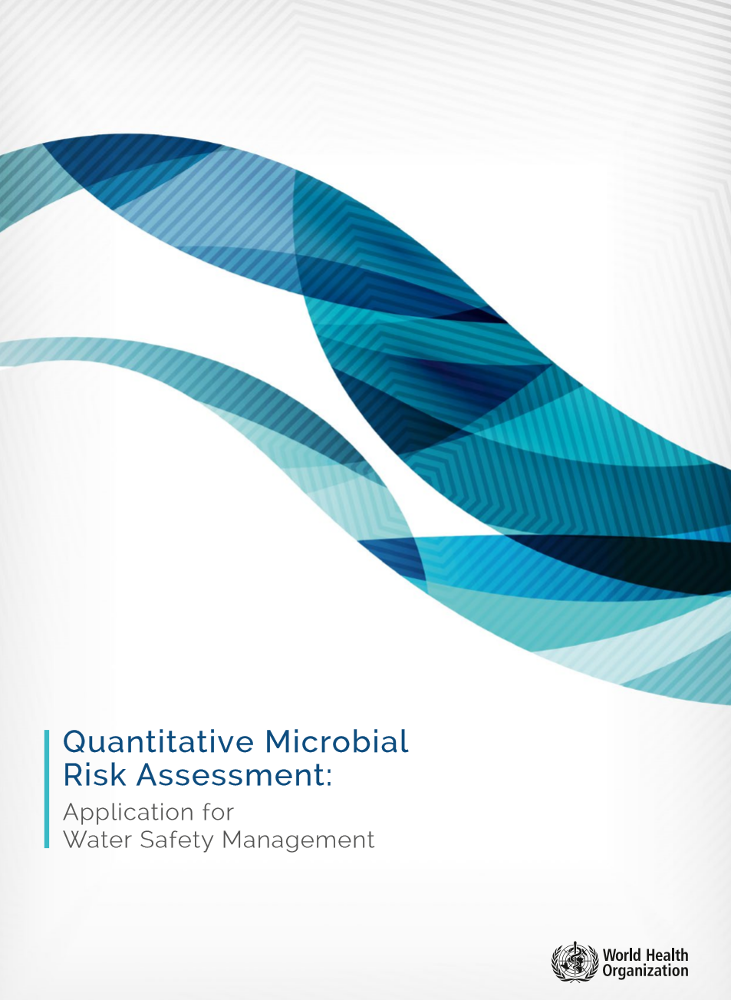 Quantitative Microbial
Risk Assessment:
Application for
Water Safety Management
World Health
Organization